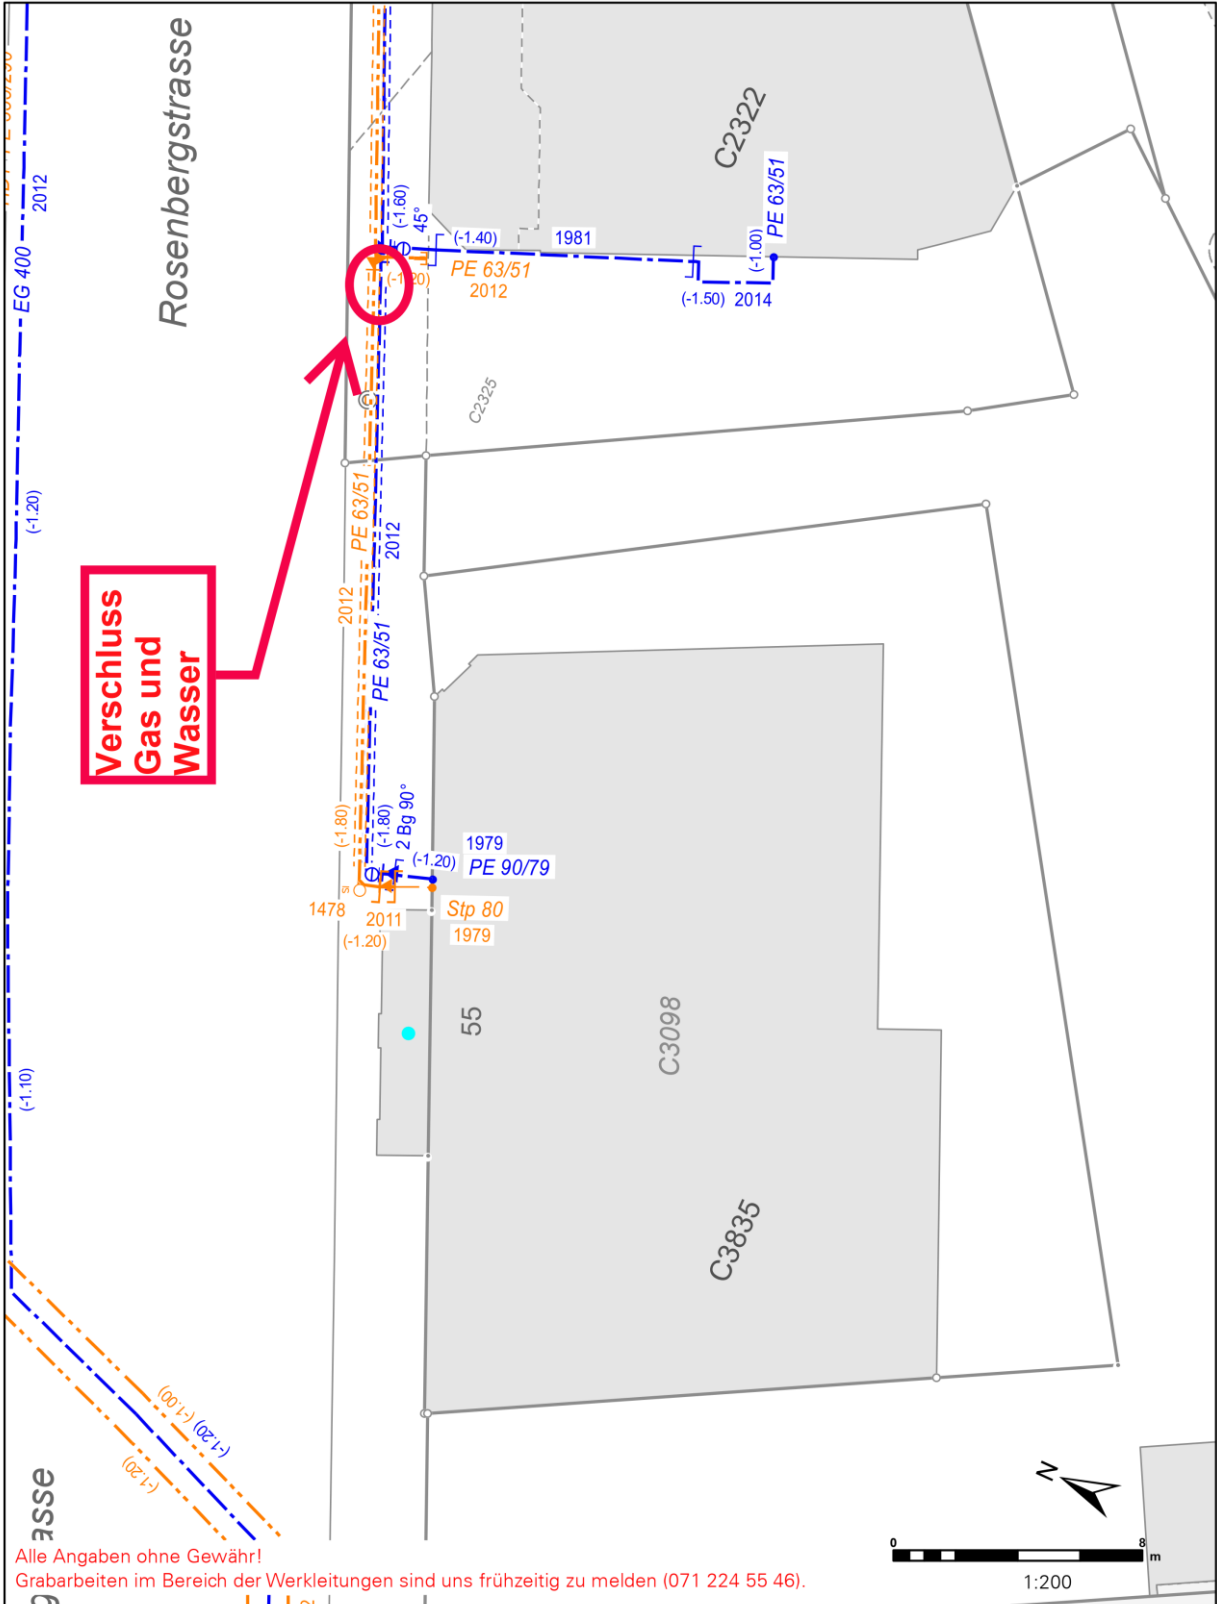 EG 400
2012
Rosenbergstrasse
C2322
(-1.60)
45°
(-1.40)
1981
(-1.00)
PE 63/51
PE 63/51
2012
(-1.20)
(-1.50)
2014
C2325
(-1.20)
PE 63/51
2012
2012
PE 63/51
Verschluss
Gas und
Wasser
(-1.80)
(-1.80)
2 Bg 90°
1979
(-1.20)
PE 90/79
SI
1478
2011
(-1.20)
Stp 80
1979
55
C3098
(-1.10)
C3835
(-1.00)
(-1.20)
(-1.20)
asse
N
Alle Angaben ohne Gewähr!
Grabarbeiten im Bereich der Werkleitungen sind uns frühzeitig zu melden (071 224 55 46).
0
8
m
1:200